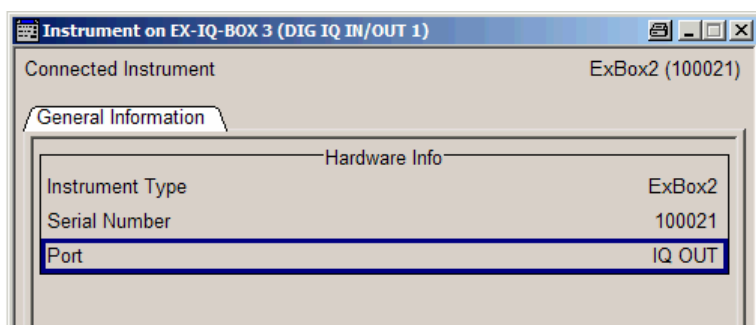 Instrument on EX-IQ-BOX 3 (DIG IQ IN/OUT 1)
Connected Instrument ExBox2 (100021)
General Information
Hardware Info
Instrument Type ExBox2
Serial Number 100021
Port IQ OUT